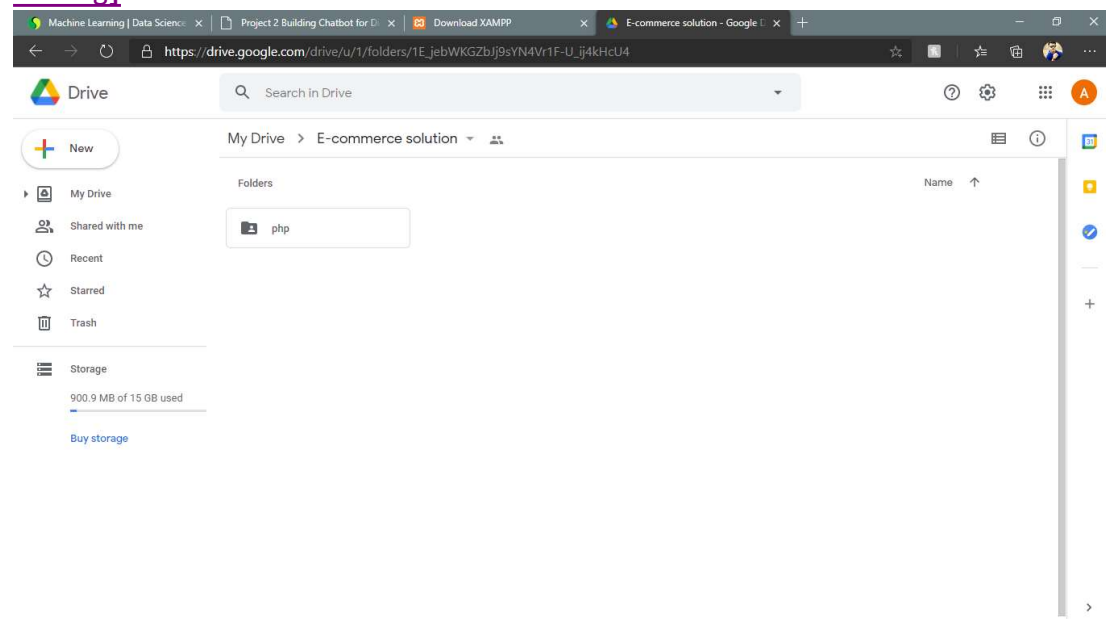 Machine Learning | Data Science
Project 2 Building Chatbot for D
Download XAMPP
E-commerce solution - Google D
https://drive.google.com/drive/u/1/folders/1E_jebWKGZbJj9sYN4Vr1F-U_ij4kHcU4
Drive
Search in Drive
A
New
My Drive > E-commerce solution
My Drive
Folders
Name
Shared with me
php
Recent
Starred
Trash
Storage
900.9 MB of 15 GB used
Buy storage
31